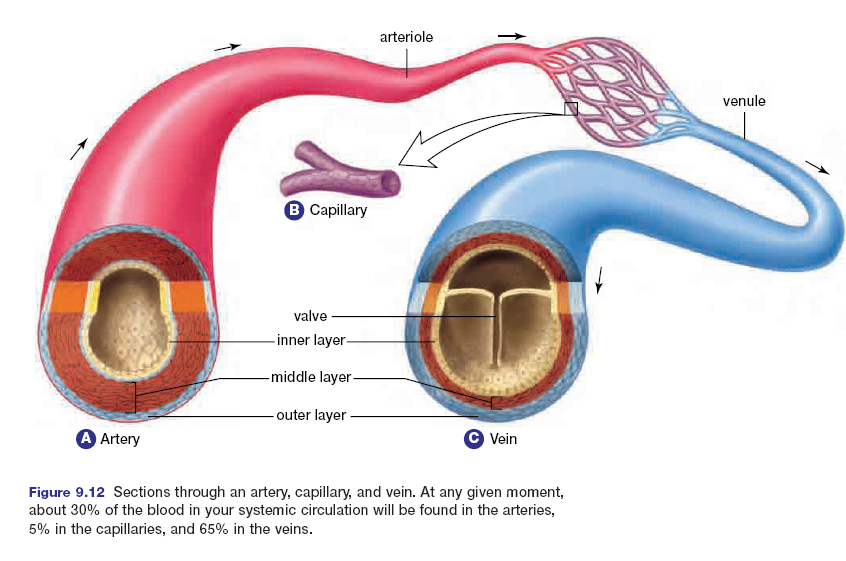 arteriole
venule
B Capillary
valve
inner layer
middle layer
outer layer
A Artery
C Vein
Figure 9.12 Sections through an artery, capillary, and vein. At any given moment,
about 30% of the blood in your systemic circulation will be found in the arteries,
5% in the capillaries, and 65% in the veins.